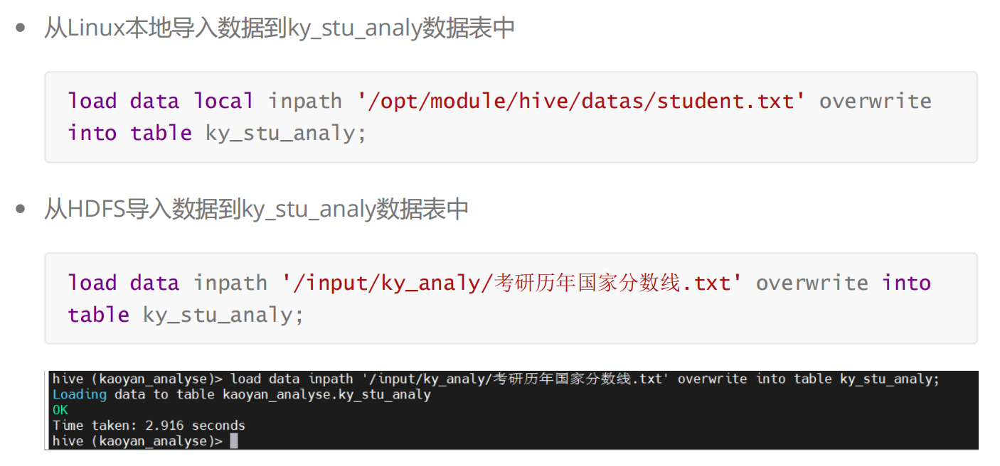 从Linux本地导入数据到ky_stu_analy数据表中
load data local inpath '/opt/module/hive/datas/student.txt' overwrite
into table ky_stu_analy;
从HDFS导入数据到ky_stu_analy数据表中
load data inpath '/input/ky_analy/考研历年国家分数线.txt' overwrite into
table ky_stu_analy;
hive (kaoyan_analyse)> load data inpath '/input/ky_analy/考研历年国家分数线.txt' overwrite into table ky_stu_analy;
Loading data to table kaoyan_analyse.ky_stu_analy
OK
Time taken: 2.916 seconds
hive (kaoyan_analyse)>